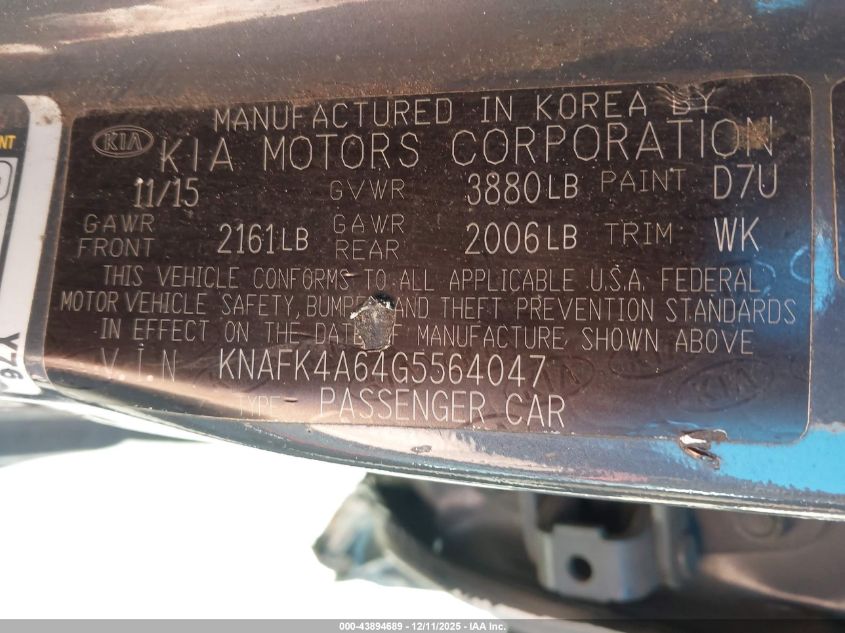 MANUFACTURED IN KOREA BY
KIA KIA MOTORS CORPORATION
11/15 GVWR 3880LB PAINT D7U
GAWR FRONT 2161LB GAWR REAR 2006LB TRIM WK
THIS VEHICLE CONFORMS TO ALL APPLICABLE U.S.A. FEDERAL
MOTOR VEHICLE SAFETY, AND THEFT PREVENTION STANDARDS
IN EFFECT ON THE DATE MANUFACTURE SHOWN ABOVE
V.I.N KNAFK4A64G5564047
TYPE: PASSENGER CAR
000-43894689 - 12/11/2025 - IAA Inc.